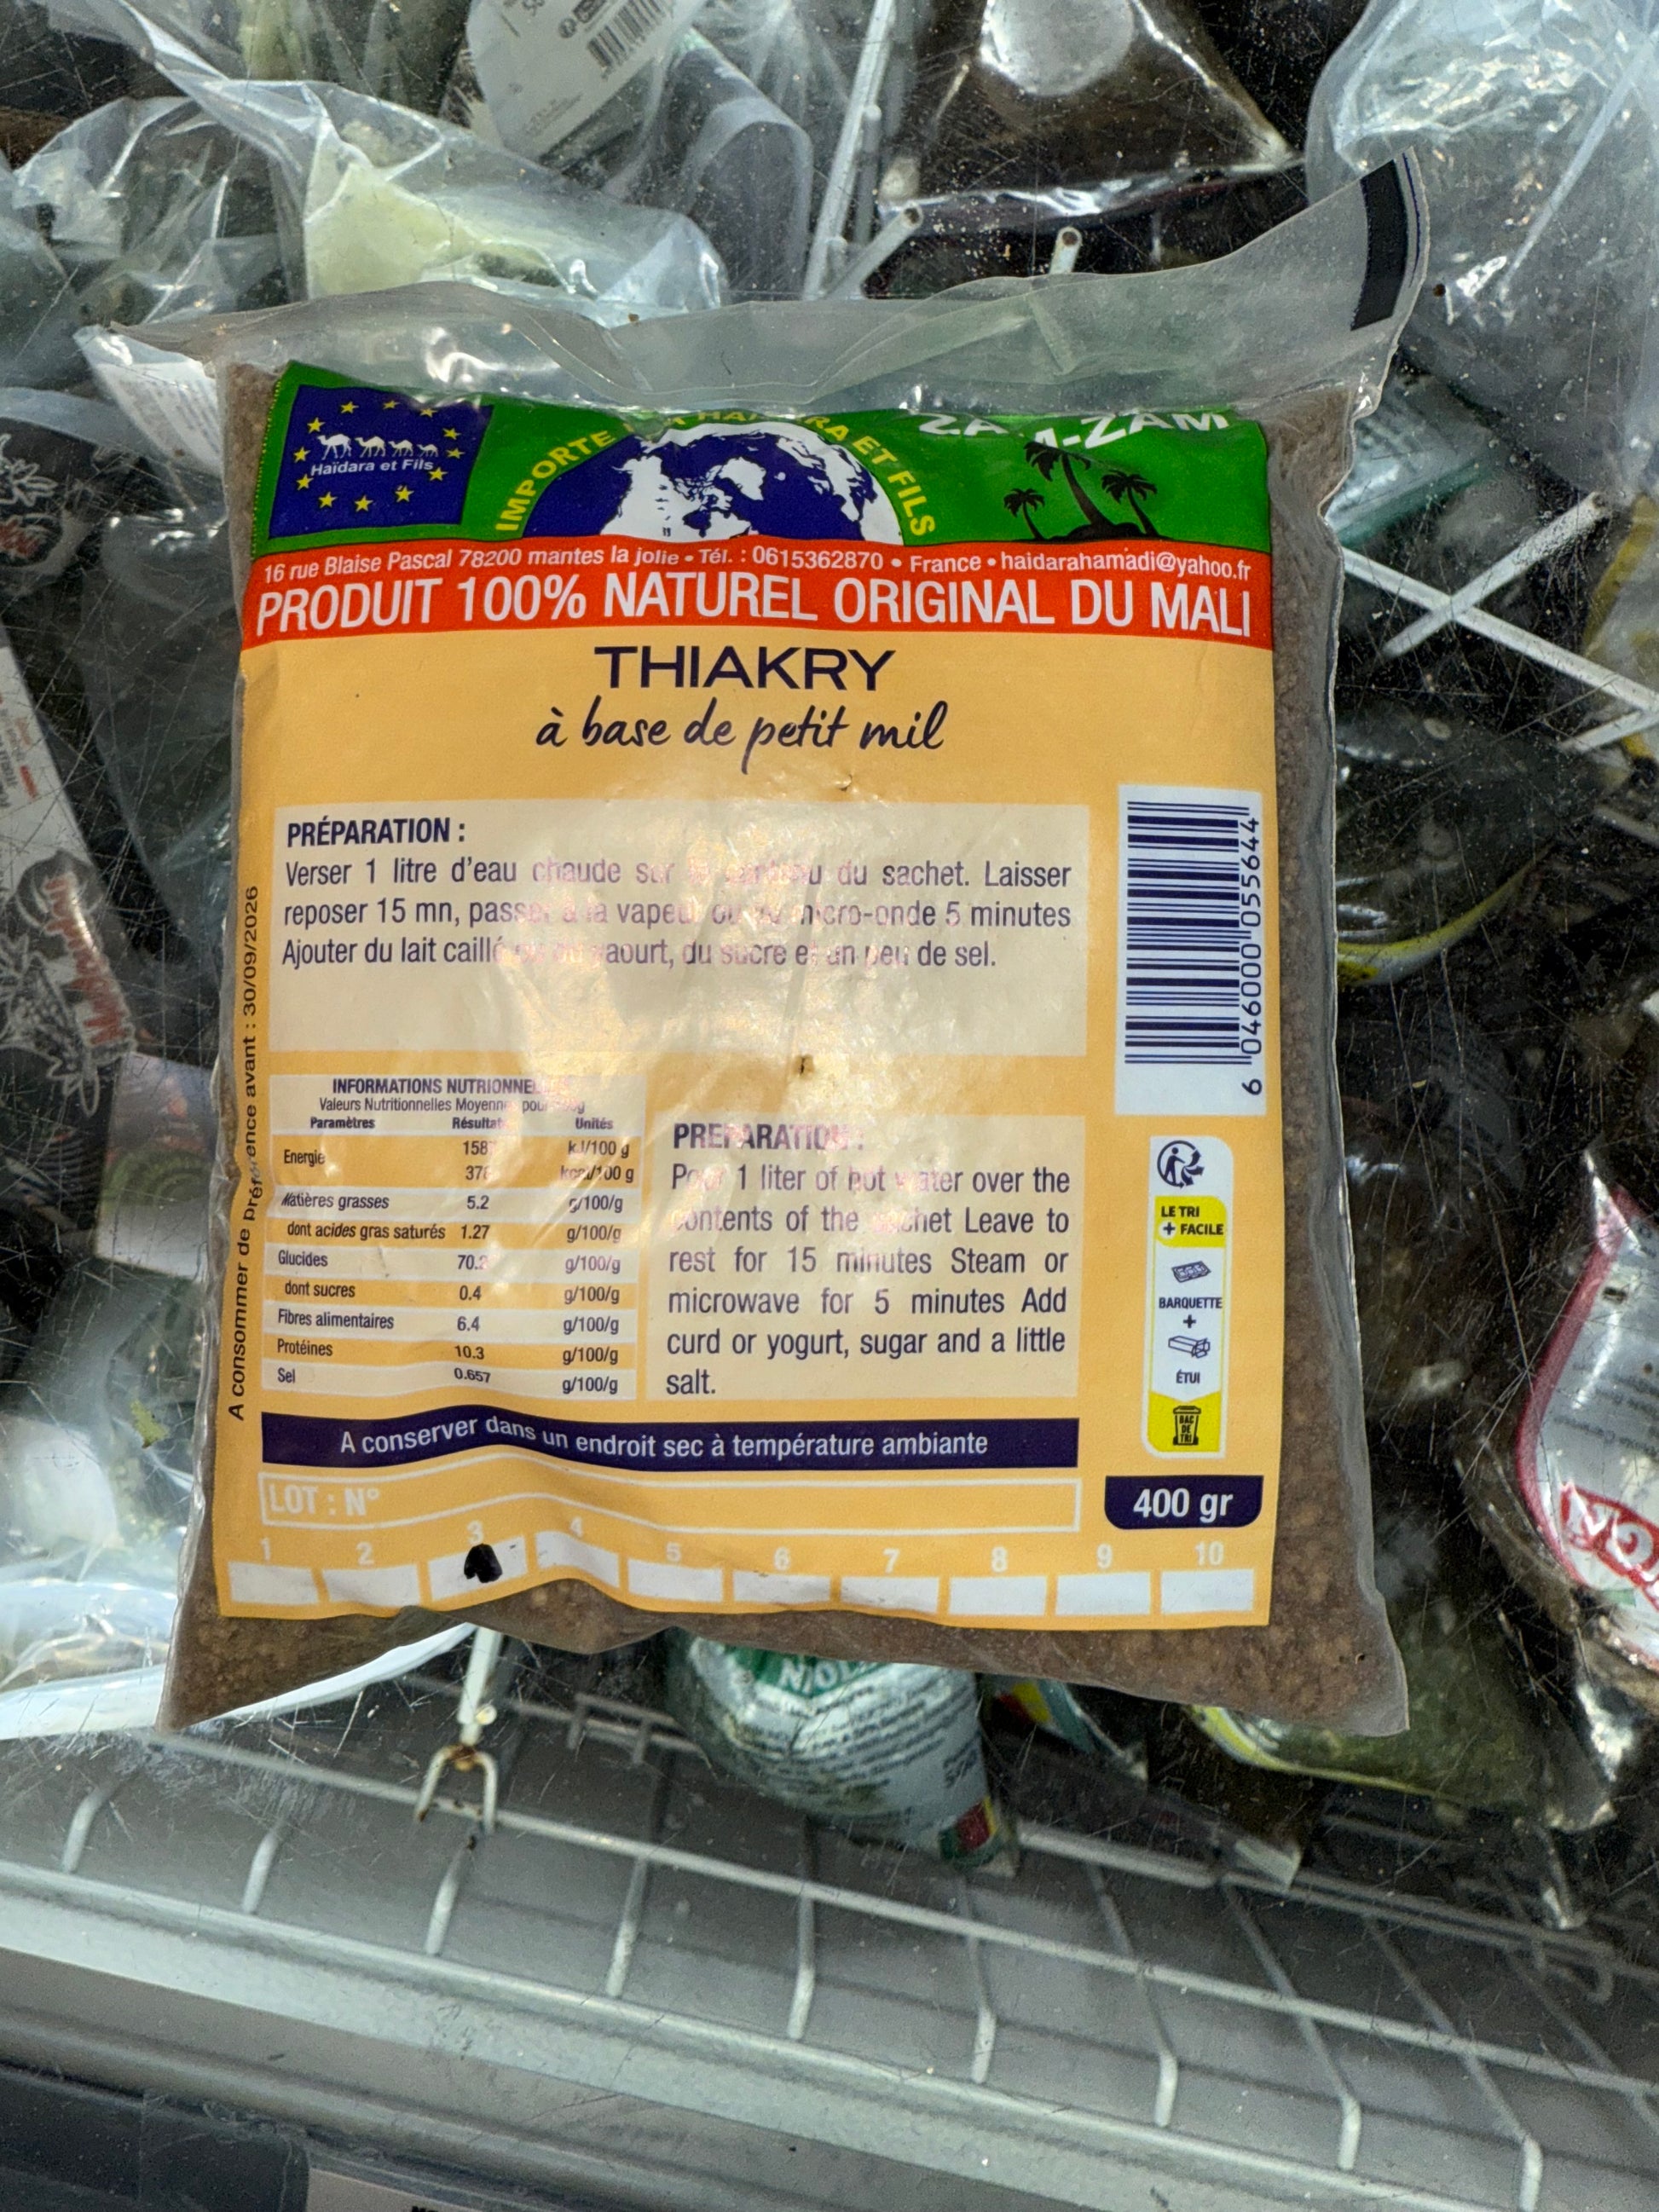 Haïdara et Fils
IMPORTE
ET FILS
16 rue Blaise Pascal 78200 mantes la jolie • Tél. : 0615362870 • France • haidarahamadi@yahoo.fr
PRODUIT 100% NATUREL ORIGINAL DU MALI
THIAKRY
à base de petit mil
PRÉPARATION :
Verser 1 litre d'eau chaude sur du sachet. Laisser
reposer 15 mn, passer à la vapeur ou micro-onde 5 minutes
Ajouter du lait caillé yaourt, du sucre et un peu de sel.
6 046000 055644
A consommer de préférence avant : 30/09/2026
INFORMATIONS
Valeurs Nutritionnelles pour
Paramètres Résultat Unités
Energie kJ/100 g
kcal/100 g
Matières grasses 5.2 g/100/g
dont acides gras saturés 1.27 g/100/g
Glucides g/100/g
dont sucres 0.4 g/100/g
Fibres alimentaires 6.4 g/100/g
Protéines 10.3 g/100/g
Sel 0.657 g/100/g
PREPARATION :
Pour 1 liter of hot water over the
contents of the sachet Leave to
rest for 15 minutes Steam or
microwave for 5 minutes Add
curd or yogurt, sugar and a little
salt.
LE TRI
+ FACILE
BARQUETTE
+
ÉTUI
BAC
DE
TRI
A conserver dans un endroit sec à température ambiante
LOT : N°
400 gr
1 2 3 4 5 6 7 8 9 10